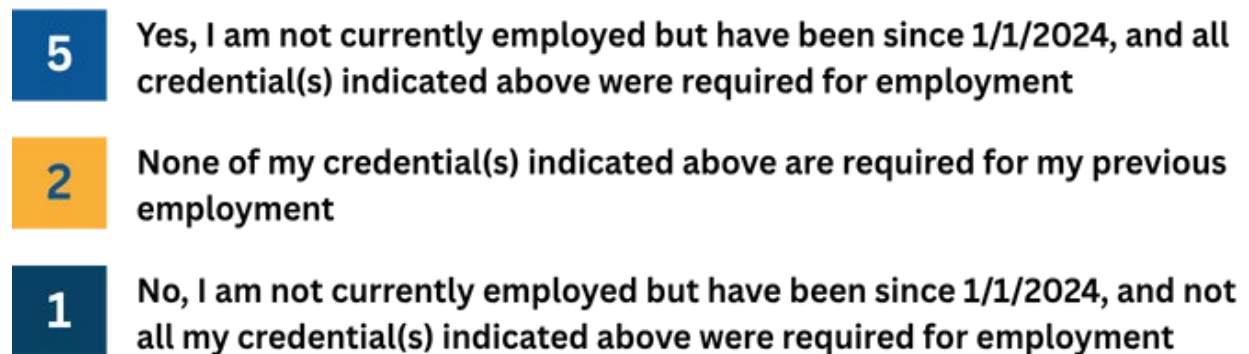 5
Yes, I am not currently employed but have been since 1/1/2024, and all
credential(s) indicated above were required for employment
2
None of my credential(s) indicated above are required for my previous
employment
1
No, I am not currently employed but have been since 1/1/2024, and not
all my credential(s) indicated above were required for employment